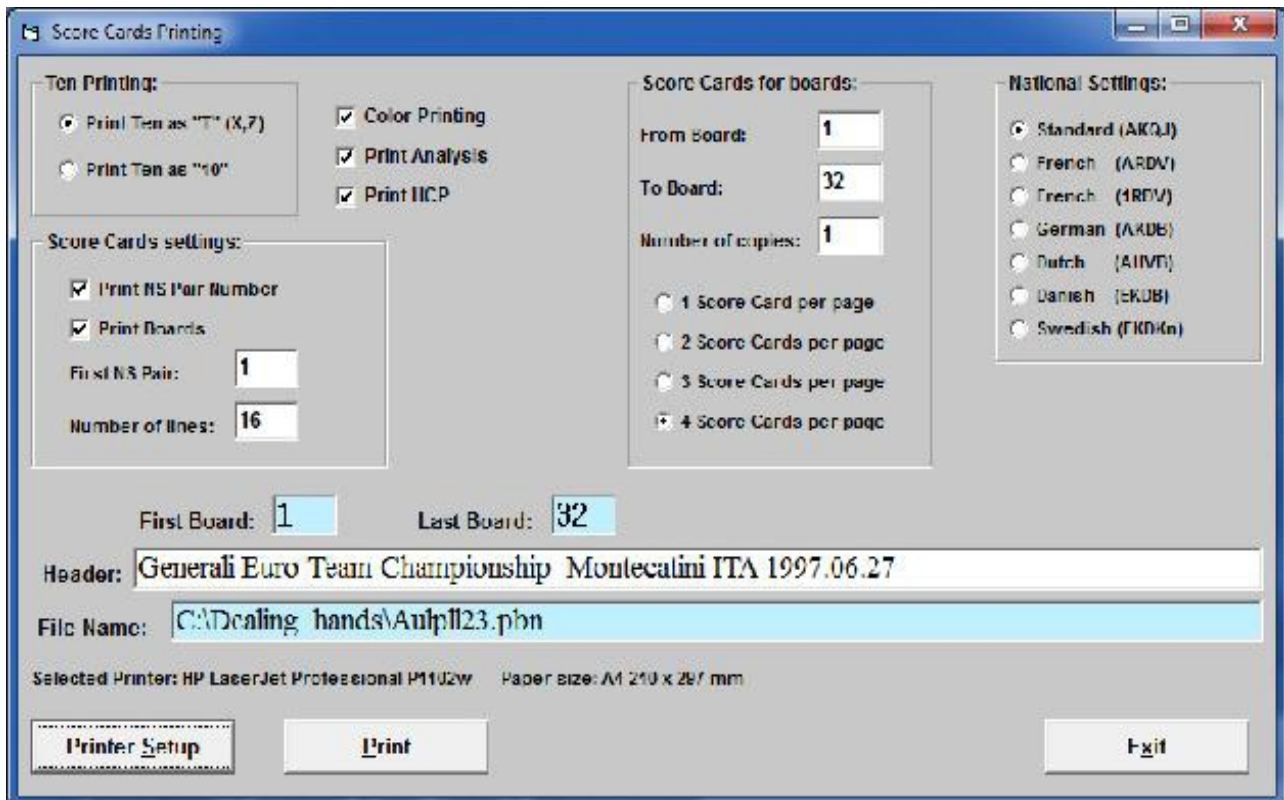 Score Cards Printing
Ten Printing:
Print Ten as "T" (X,Z)
Print Ten as "10"
Color Printing
Print Analysis
Print HCP
Score Cards settings:
Print NS Pair Number
Print Boards
First NS Pair: 1
Number of lines: 16
Score Cards for boards:
From Board: 1
To Board: 32
Number of copies: 1
1 Score Card per page
2 Score Cards per page
3 Score Cards per page
4 Score Cards per page
National Settings:
Standard (AKQJ)
French (ARDV)
French (1RDV)
German (AKDB)
Dutch (AHVB)
Danish (EKDB)
Swedish (EKDKn)
First Board: 1 Last Board: 32
Header: Generali Euro Team Championship Montecatini ITA 1997.06.27
File Name:
Selected Printer: HP LaserJet Professional P1102w Paper size: A4 210 x 297 mm
Printer Setup Print Exit